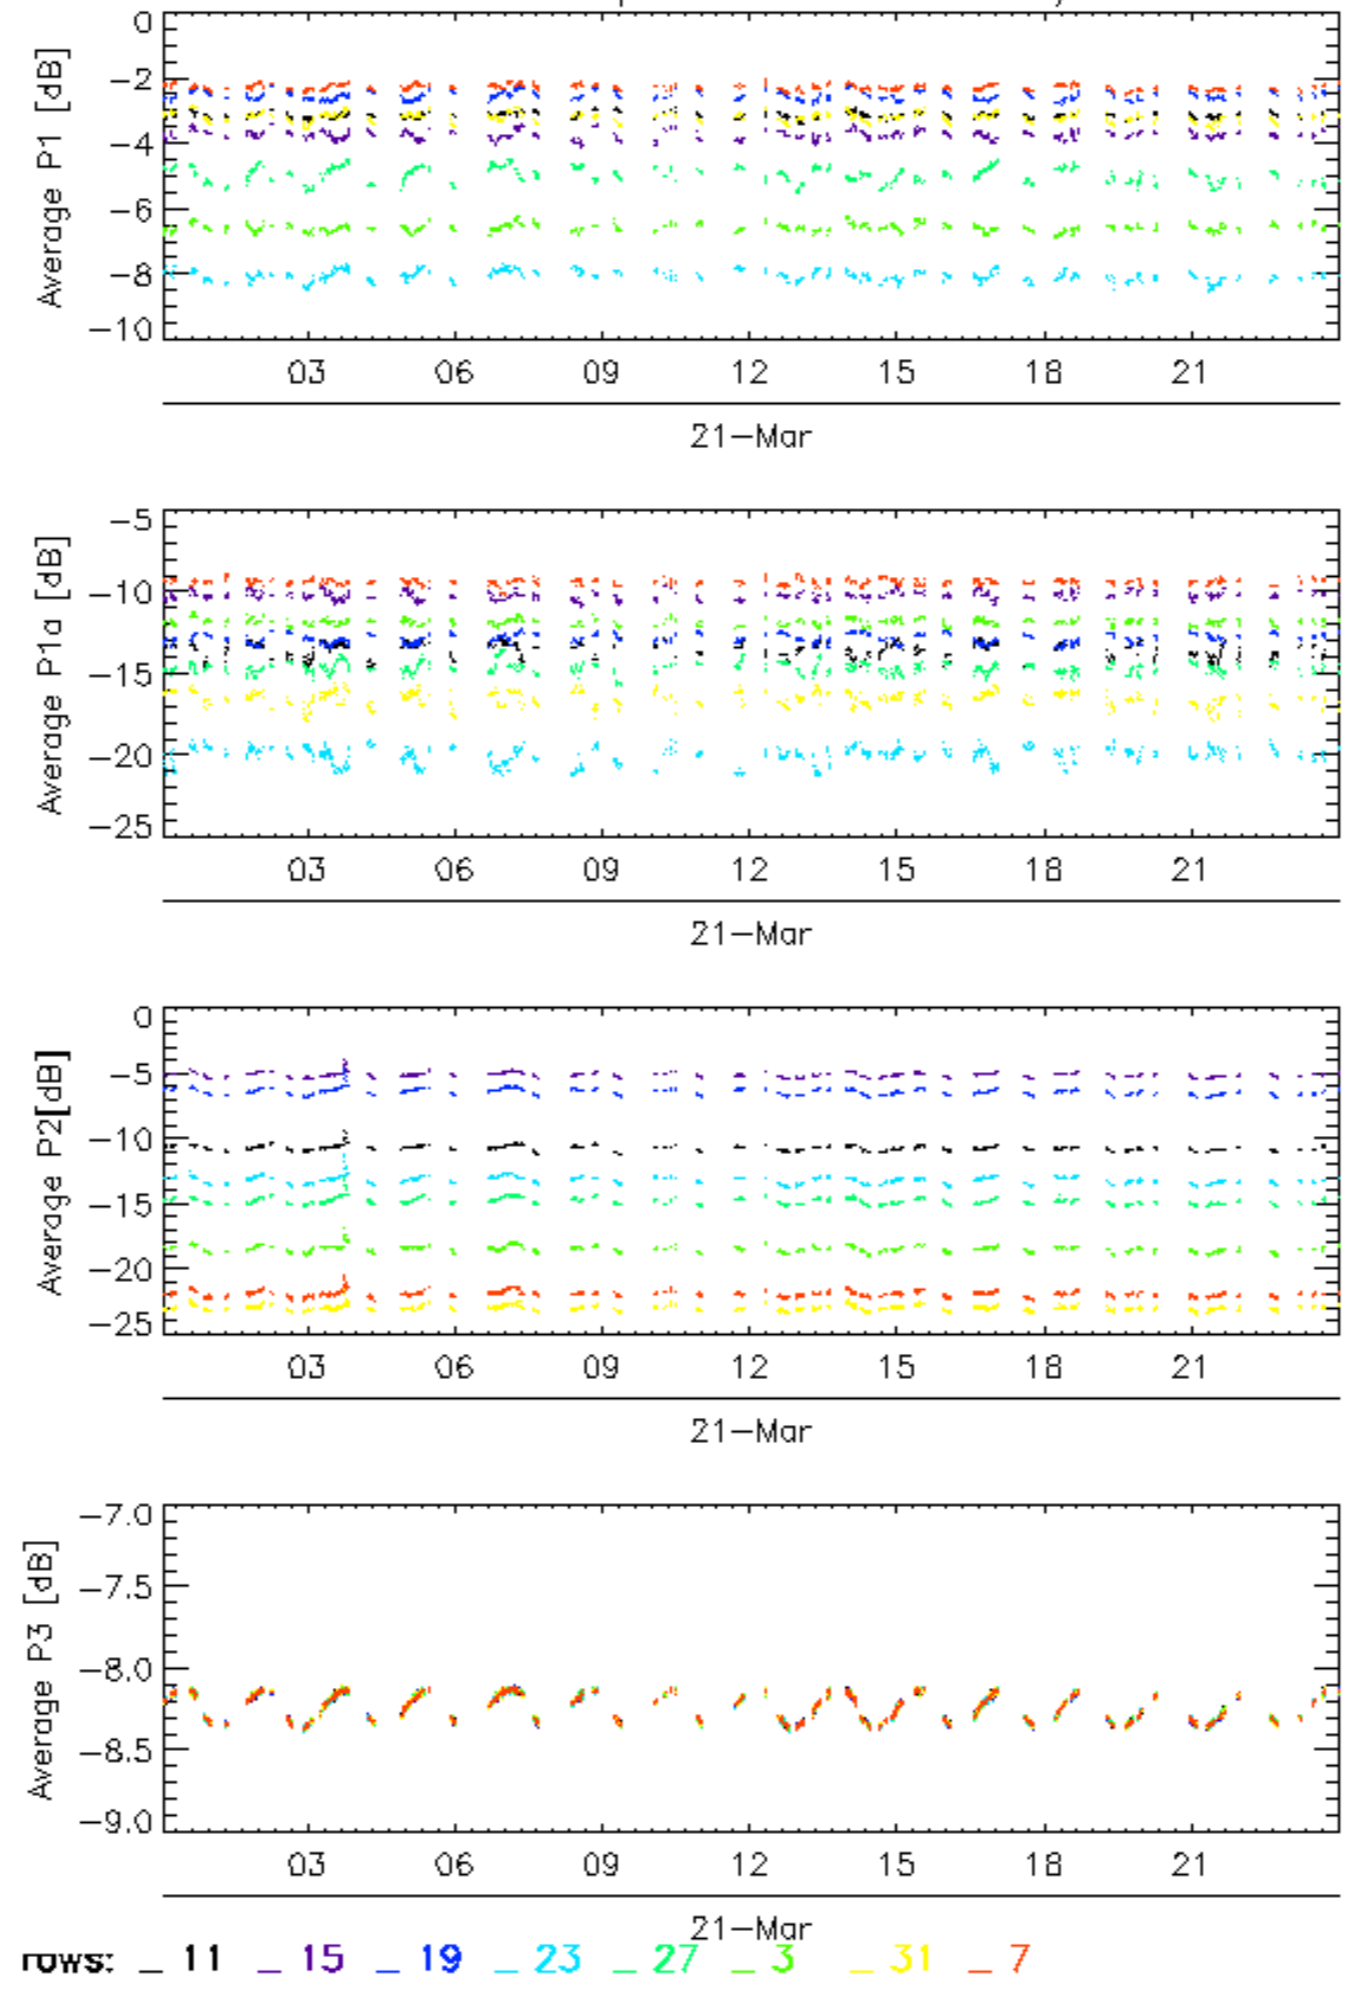 0
−2
−4
−6
−8
−10
Average P1 [dB]
03 06 09 12 15 18 21
21−Mar
−5
−10
−15
−20
−25
Average P1a [dB]
03 06 09 12 15 18 21
21−Mar
0
−5
−10
−15
−20
−25
Average P2[dB]
03 06 09 12 15 18 21
21−Mar
−7.0
−7.5
−8.0
−8.5
−9.0
Average P3 [dB]
03 06 09 12 15 18 21
21−Mar
rows: _ 11 _ 15 _ 19 _ 23 _ 27 _ 3 _ 31 _ 7